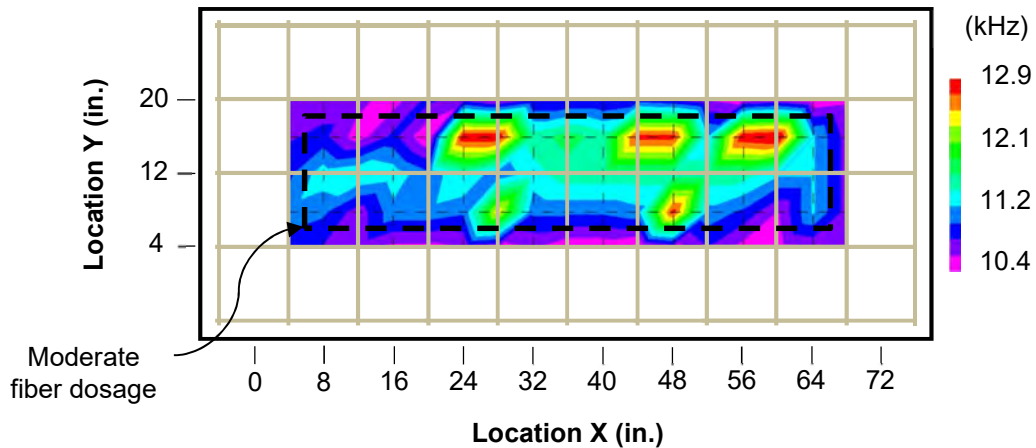 (kHz)
12.9
12.1
11.2
10.4
Location Y (in.)
20
12
4
Moderate
fiber dosage
0 8 16 24 32 40 48 56 64 72
Location X (in.)